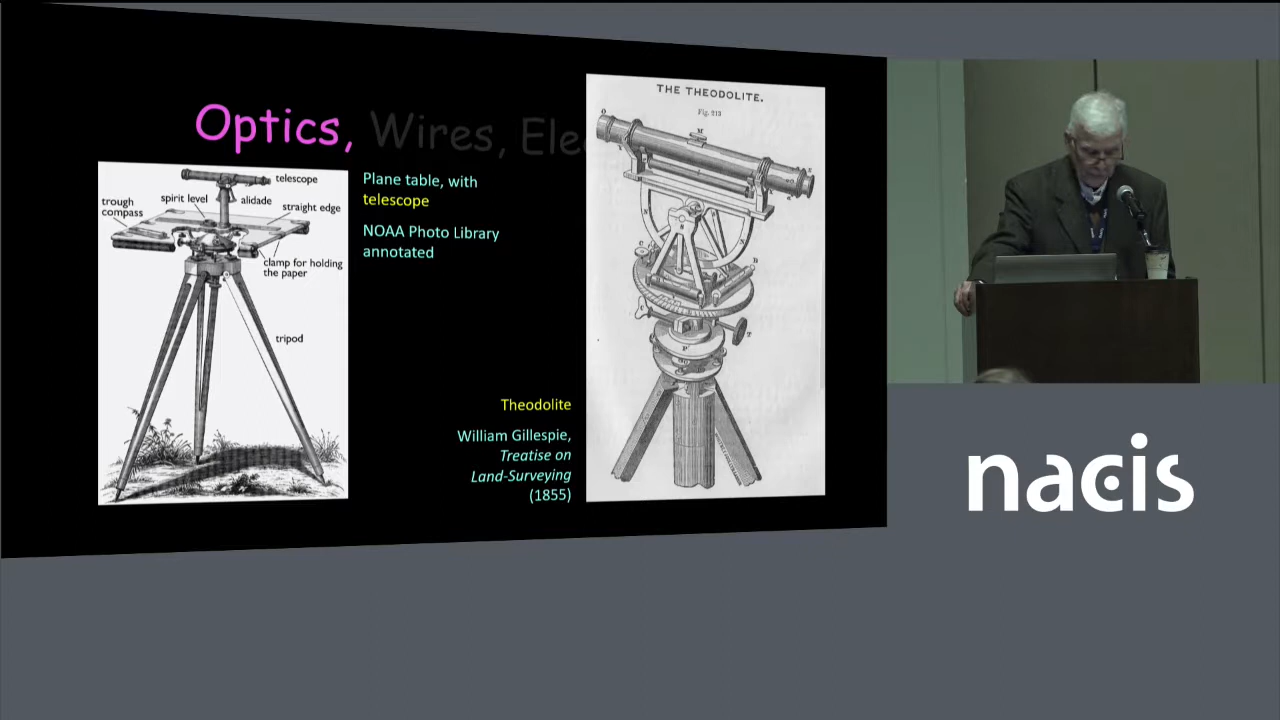 Optics, Wires, Ele
telescope
spirit level
alidade
trough
compass
straight edge
clamp for holding
the paper
tripod
Plane table, with
telescope
NOAA Photo Library
annotated
THE THEODOLITE.
Fig. 213
Theodolite
William Gillespie,
Treatise on
Land-Surveying
(1855)
nacis